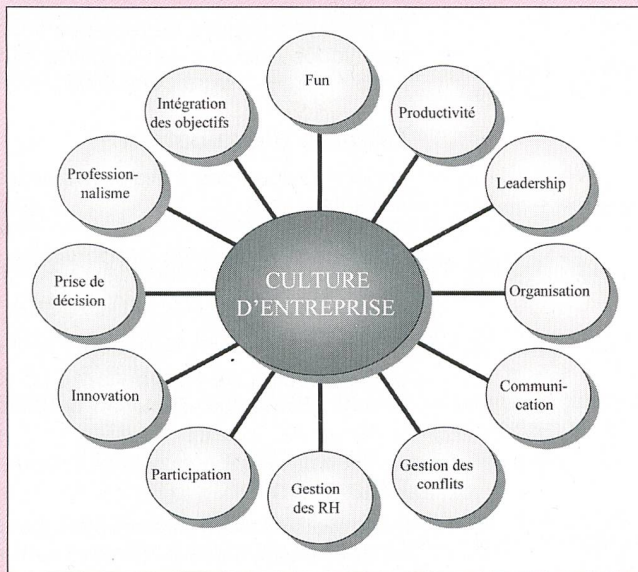 Fun
Productivité
Leadership
Organisation
Communi-
cation
Gestion des
conflits
Gestion
des RH
Participation
Innovation
Prise de
décision
Profession-
nalisme
Intégration
des objectifs
CULTURE
D'ENTREPRISE